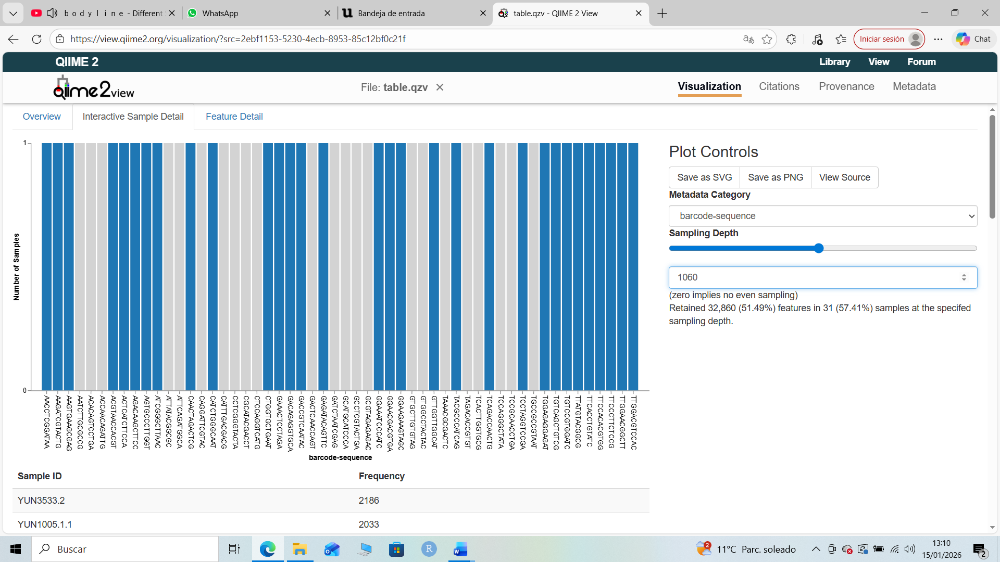 b o d y l i n e - Different
WhatsApp
Bandeja de entrada
table.qzv - QIIME 2 View
https://view.qiime2.org/visualization/?src=2ebf1153-5230-4ecb-8953-85c12bf0c21f
Iniciar sesión
Chat
QIIME 2
Library
View
Forum
qiime2view
File: table.qzv
Visualization
Citations
Provenance
Metadata
Overview
Interactive Sample Detail
Feature Detail
1
0
Number of Samples
AACCTCGGATAA
AAGATCGTACTG
AAGTGAAGCGAG
AATCTTGCGCCG
ACACAGTCCTGA
ACCAACAGATTG
ACGTAACCACGT
ACTCATCTTCCA
AGACAAGCTTCC
AGTGCCCTTGGT
ATCGGGCTTAAC
ATTATACGGCGC
ATTCAGATGGCA
CAACTAGACTCG
CAGGATTCGTAC
CATCTGGGCAAT
CATTTGACGACG
CCTCGGGTACTA
CGCATACGACCT
CTCCAGGTCATG
CTGGTGCTGAAT
GAAACTCCTAGA
GACAGAGGTGCA
GACCGTCAATAC
GACTCAACCAGT
GAGATACAGTTC
GATCTAATCGAG
GCATGCATCCCA
GCCTCGTACTGA
GCGTAGAGAGAC
GGAAATCCCATC
GGAACGACGTGA
GGAAGAAGTAGC
GTGCTTGTGTAG
GTGGCCTACTAC
GTTGGTTGGCAT
TAAACGCGACTC
TACGCCCATCAG
TAGACACCGTGT
TCACTTGGTGCG
TCAGACCAACTG
TCCAGGGCTATA
TCCGCAACCTGA
TCCTAGGTCCGA
TGCCGCCGTAAT
TGGAGAGGAGAT
TGTCAGCTGTCG
TGTCCGTGGATC
TTATGTACGGCG
TTCACCTGTATC
TTCCACACGTGG
TTCCCTTCTCCG
TTGGAACGGCTT
TTGGACGTCCAC
barcode-sequence
Plot Controls
Save as SVG
Save as PNG
View Source
Metadata Category
barcode-sequence
Sampling Depth
1060
(zero implies no even sampling)
Retained 32,860 (51.49%) features in 31 (57.41%) samples at the specifed
sampling depth.
Sample ID
Frequency
YUN3533.2
2186
YUN1005.1.1
2033
Buscar
11°C Parc. soleado
13:10
15/01/2026